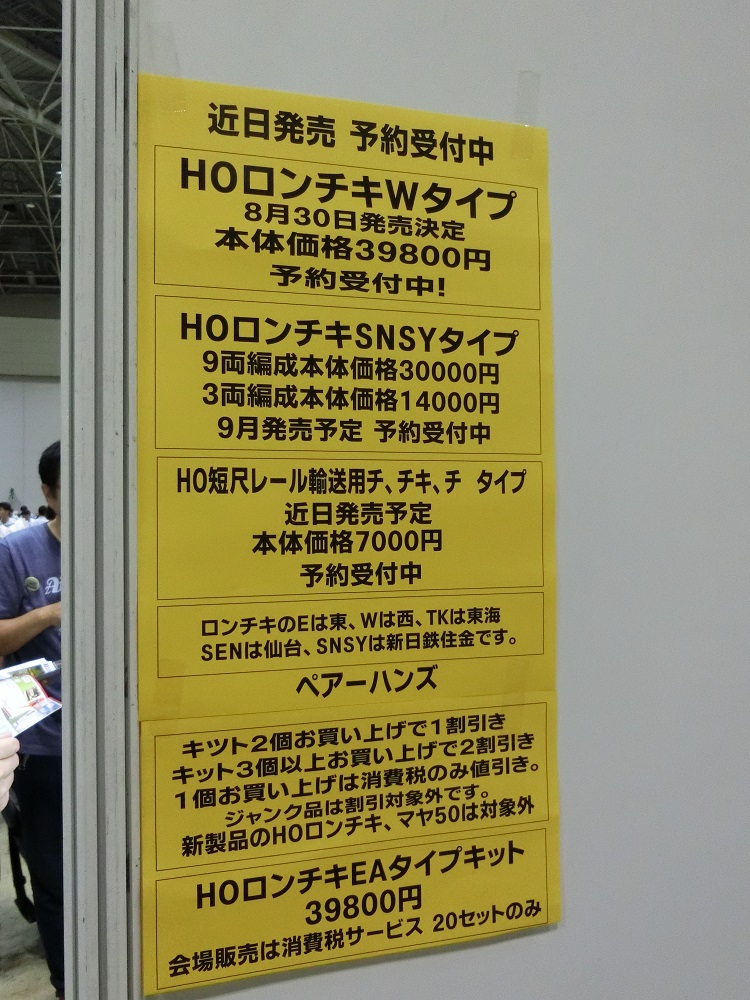 近日発売 予約受付中
HOロンチキWタイプ
8月30日発売決定
本体価格39800円
予約受付中!
HOロンチキSNSYタイプ
9両編成本体価格30000円
3両編成本体価格14000円
9月発売予定 予約受付中
HO短尺レール輸送用チ、チキ、チ タイプ
近日発売予定
本体価格7000円
予約受付中
ロンチキのEは東、Wは西、TKは東海
SENは仙台、SNSYは新日鉄住金です。
ペアーハンズ
キツト2個お買い上げで1割引き
キット3個以上お買い上げで2割引き
1個お買い上げは消費税のみ値引き。
ジャンク品は割引対象外です。
新製品のHOロンチキ、マヤ50は対象外
HOロンチキEAタイプキット
39800円
会場販売は消費税サービス 20セットのみ